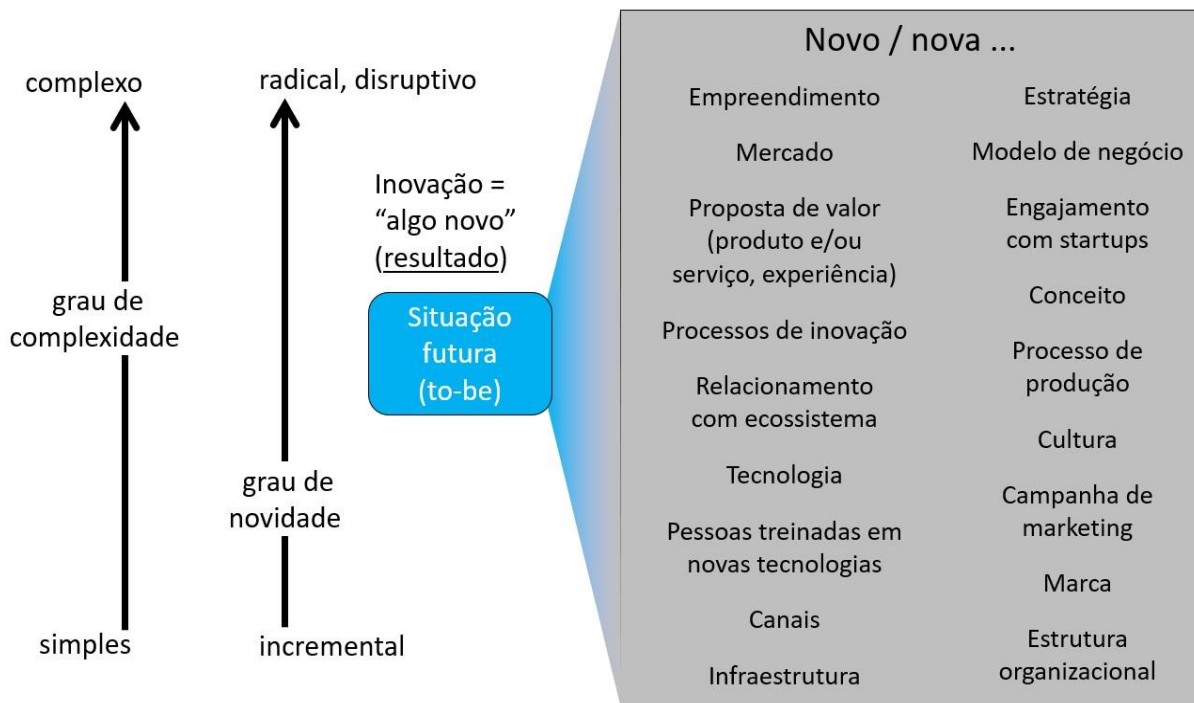 complexo
grau de
complexidade
simples
radical, disruptivo
grau de
novidade
incremental
Inovação =
“algo novo”
(resultado)
Situação
futura
(to-be)
Novo / nova ...
Empreendimento
Mercado
Proposta de valor
(produto e/ou
serviço, experiência)
Processos de inovação
Relacionamento
com ecossistema
Tecnologia
Pessoas treinadas em
novas tecnologias
Canais
Infraestrutura
Estratégia
Modelo de negócio
Engajamento
com startups
Conceito
Processo de
produção
Cultura
Campanha de
marketing
Marca
Estrutura
organizacional